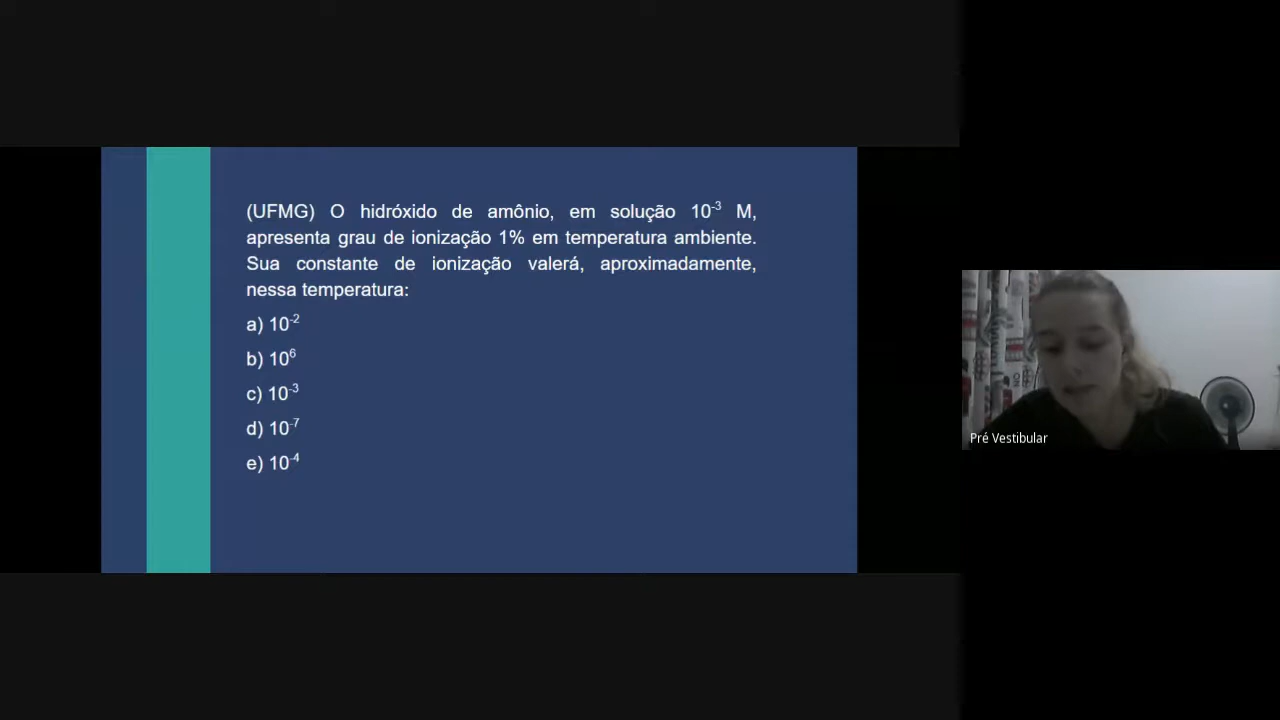 (UFMG) O hidróxido de amônio, em solução 10⁻³ M,
apresenta grau de ionização 1% em temperatura ambiente.
Sua constante de ionização valerá, aproximadamente,
nessa temperatura:
a) 10⁻²
b) 10⁶
c) 10⁻³
d) 10⁻⁷
e) 10⁻⁴
Pré Vestibular